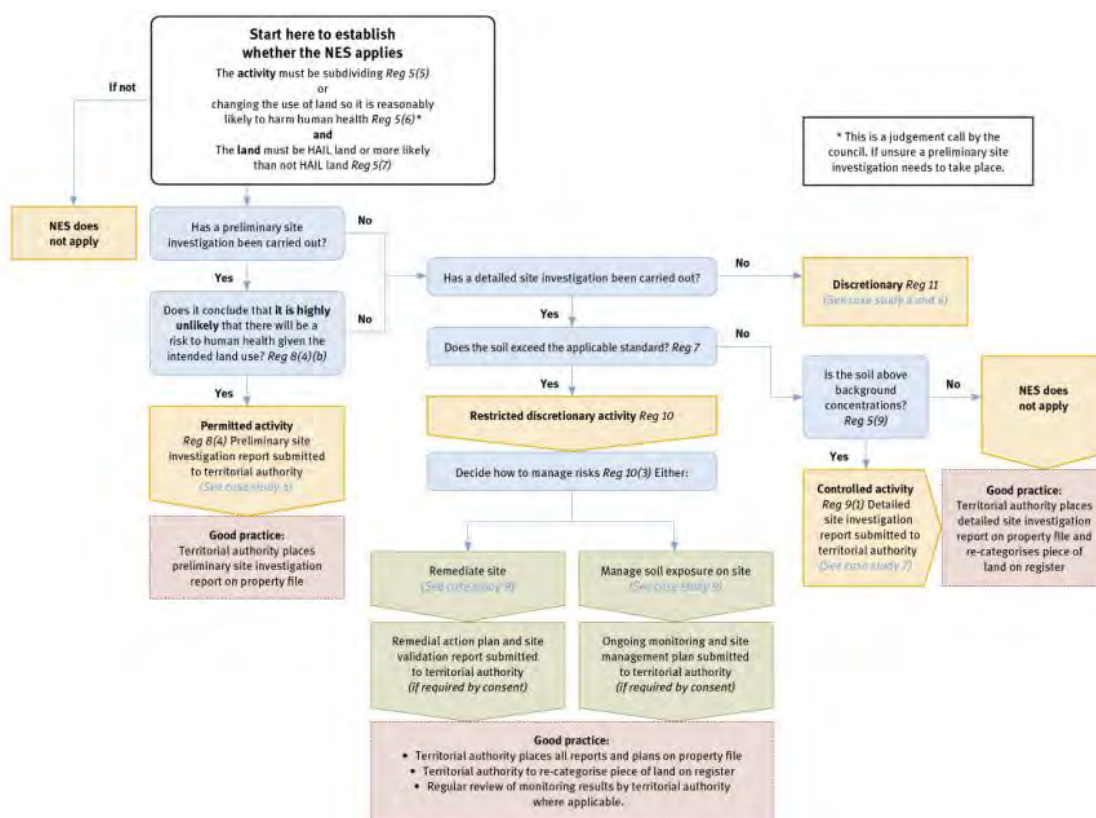 Start here to establish
whether the NES applies
The activity must be subdividing Reg 5(5)
or
changing the use of land so it is reasonably
likely to harm human health Reg 5(6)*
and
The land must be HAIL land or more likely
than not HAIL land Reg 5(7)
If not
* This is a judgement call by the
council. If unsure a preliminary site
investigation needs to take place.
NES does
not apply
Has a preliminary site
investigation been carried out?
No
Yes
Has a detailed site investigation been carried out?
No
Discretionary Reg 11
(See case study
Does it conclude that it is highly
unlikely that there will be a
risk to human health given the
intended land use? Reg 8(4)(b)
No
Yes
Does the soil exceed the applicable standard? Reg 7
No
Yes
Yes
Is the soil above
background
concentrations?
Reg 5(9)
No
NES does
not apply
Permitted activity
Reg 8(4) Preliminary site
investigation report submitted
to territorial authority
(See case study 5)
Restricted discretionary activity Reg 10
Decide how to manage risks Reg 10(3) Either:
Yes
Controlled activity
Reg 9(1) Detailed
site investigation
report submitted to
territorial authority
(See case study 7)
Good practice:
Territorial authority places
detailed site investigation
report on property file and
re-categorises piece of
land on register
Good practice:
Territorial authority places
preliminary site investigation
report on property file
Remediate site
(See case study 9)
Manage soil exposure on site
(See case study 9)
Remedial action plan and site
validation report submitted
to territorial authority
(if required by consent)
Ongoing monitoring and site
management plan submitted
to territorial authority
(if required by consent)
Good practice:
• Territorial authority places all reports and plans on property file
• Territorial authority to re-categorise piece of land on register
• Regular review of monitoring results by territorial authority
where applicable.